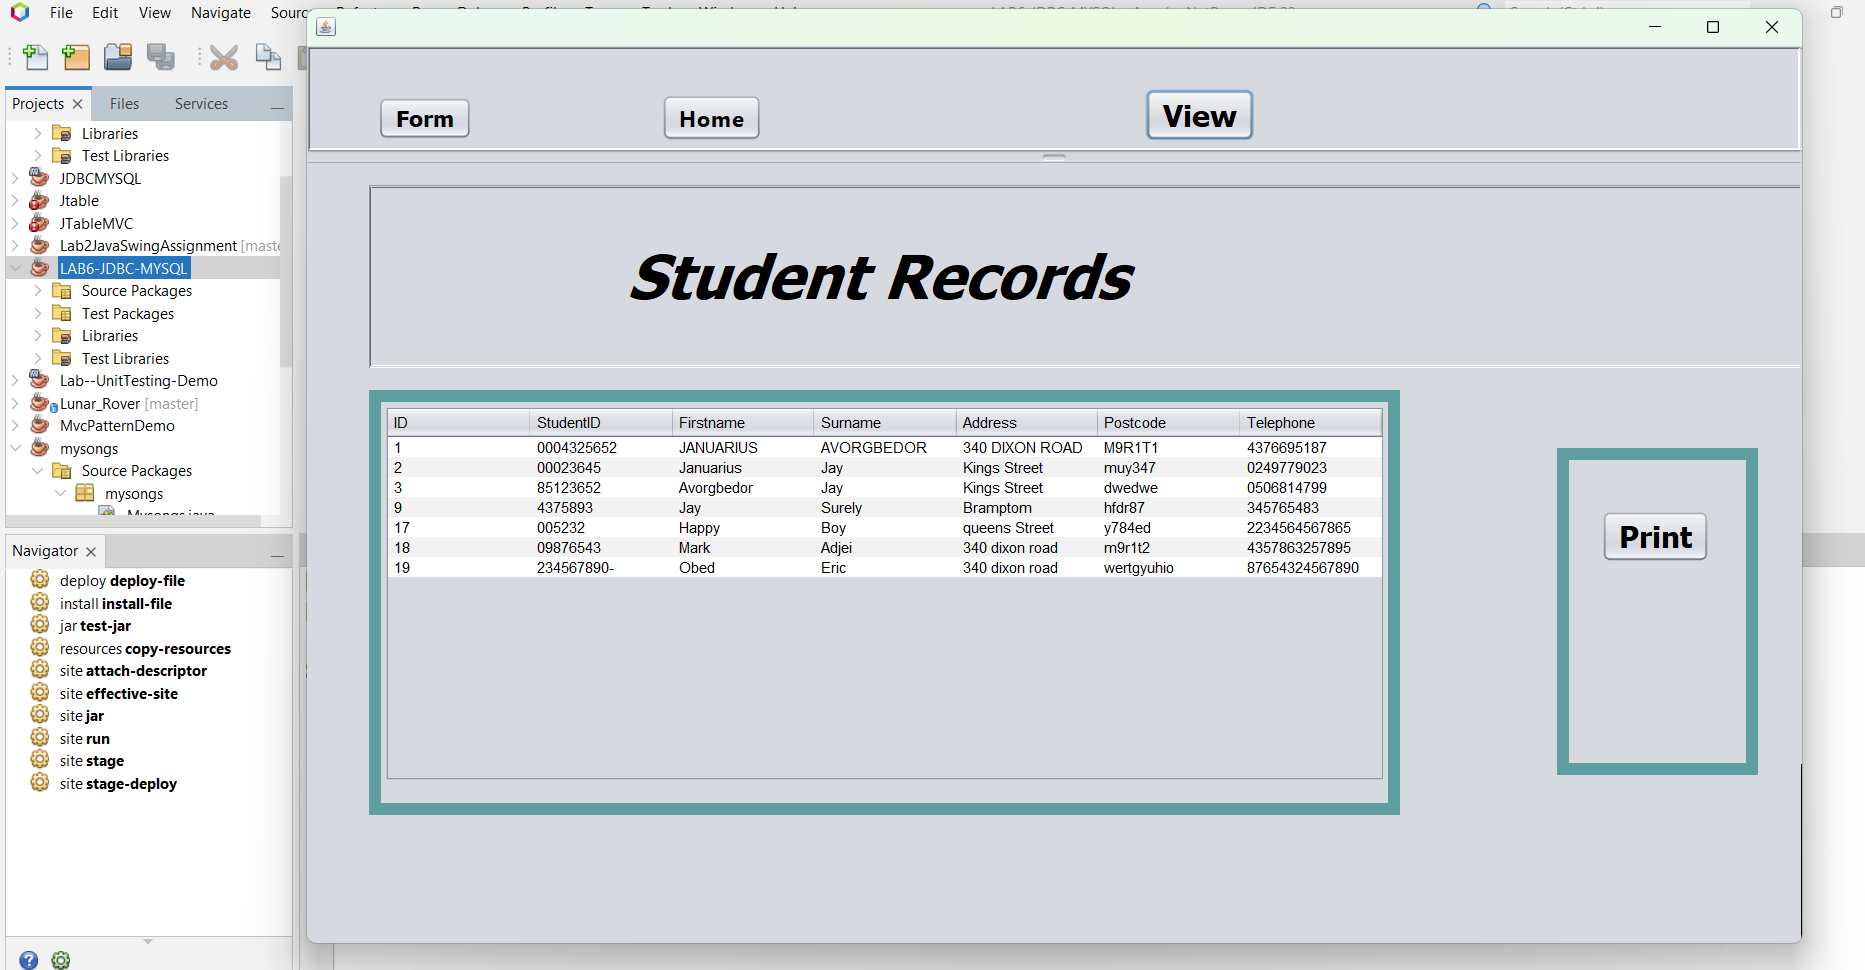 File Edit View Navigate
Projects Files Services
Libraries
Test Libraries
JDBCMYSQL
Jtable
JTableMVC
Lab2JavaSwingAssignment
LAB6-JDBC-MYSQL
Source Packages
Test Packages
Libraries
Test Libraries
Lab--UnitTesting-Demo
Lunar_Rover [master]
MvcPatternDemo
mysongs
Source Packages
mysongs
Mysongs.java
Navigator
deploy deploy-file
install install-file
jar test-jar
resources copy-resources
site attach-descriptor
site effective-site
site jar
site run
site stage
site stage-deploy
Form Home View
Student Records
ID StudentID Firstname Surname Address Postcode Telephone
1 0004325652 JANUARIUS AVORGBEDOR 340 DIXON ROAD M9R1T1 4376695187
2 00023645 Januarius Jay Kings Street muy347 0249779023
3 85123652 Avorgbedor Jay Kings Street dwedwe 0506814799
9 4375893 Jay Surely Bramptom hfdr87 345765483
17 005232 Happy Boy queens Street y784ed 2234564567865
18 09876543 Mark Adjei 340 dixon road m9r1t2 4357863257895
19 234567890- Obed Eric 340 dixon road wertgyuhio 87654324567890
Print